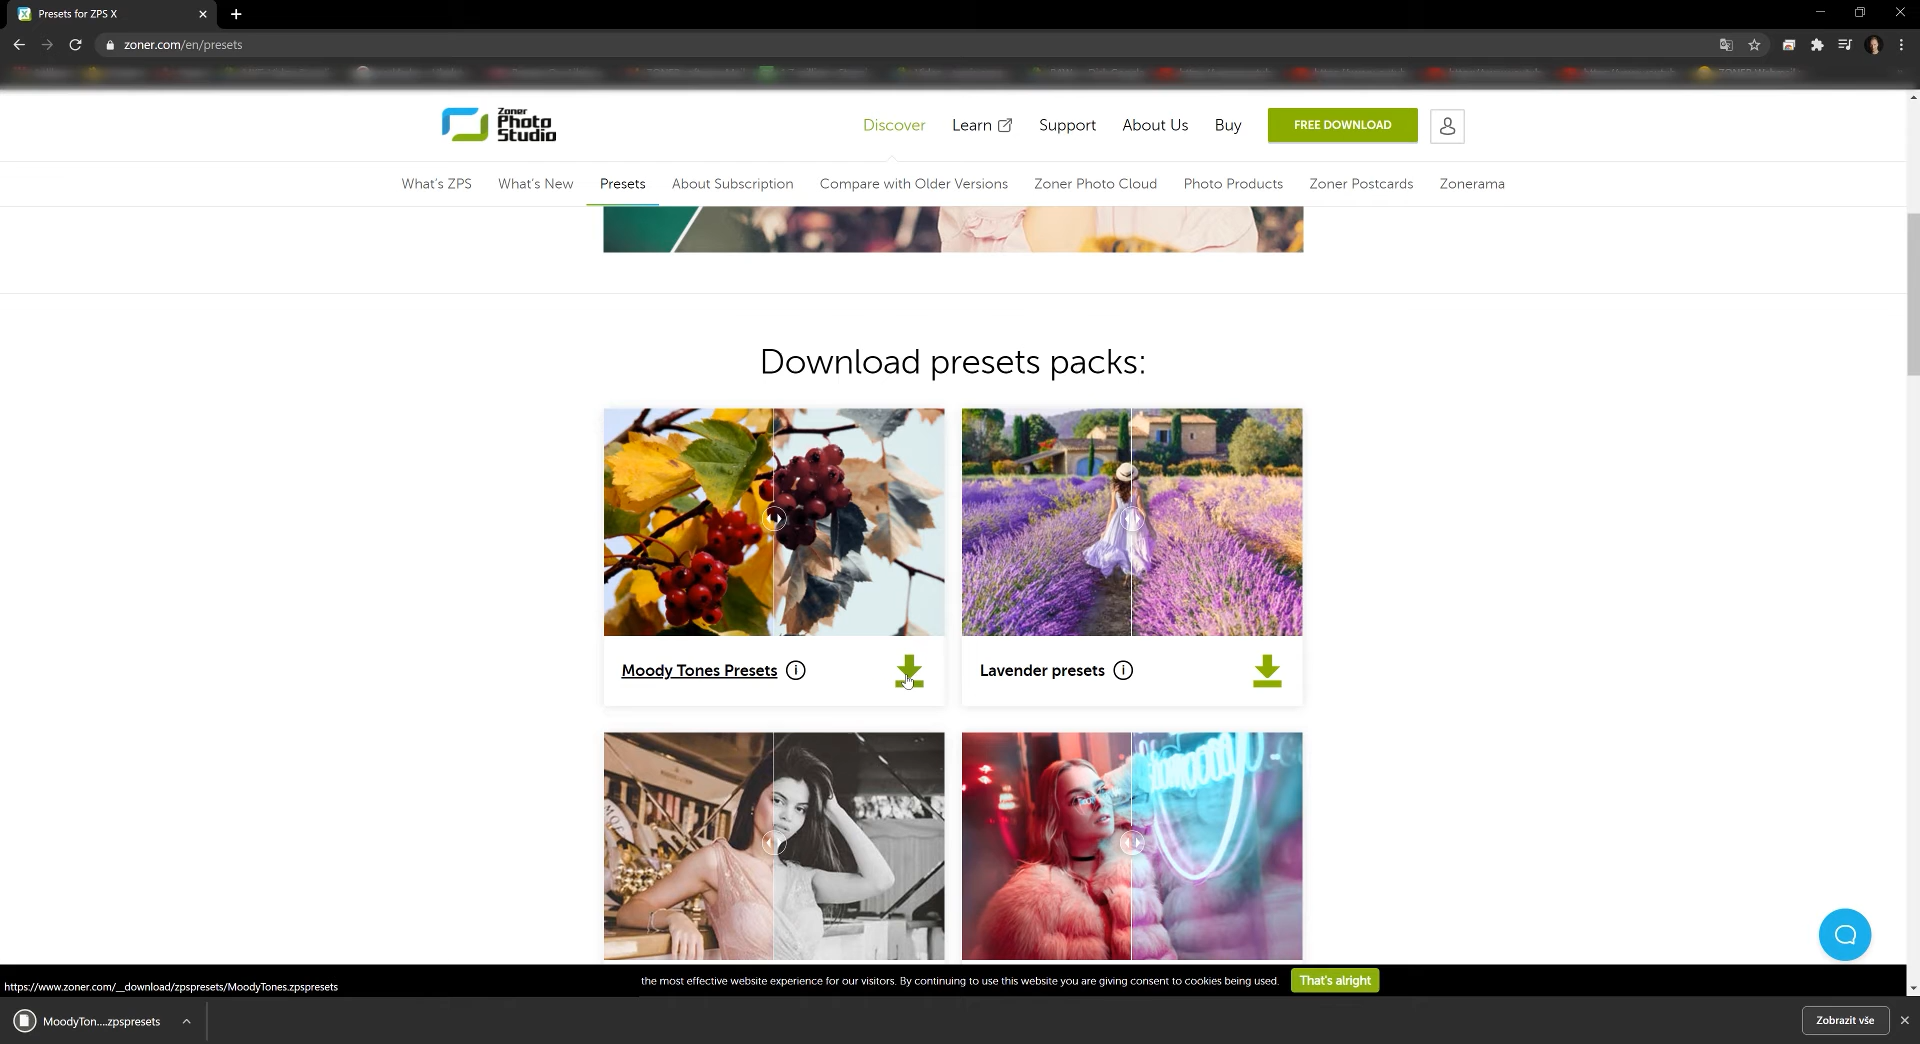 Presets for ZPS X
zoner.com/en/presets
Zoner
Photo
Studio
Discover
Learn
Support
About Us
Buy
FREE DOWNLOAD
What's ZPS
What's New
Presets
About Subscription
Compare with Older Versions
Zoner Photo Cloud
Photo Products
Zoner Postcards
Zonerama
Download presets packs:
Moody Tones Presets
Lavender presets
the most effective website experience for our visitors. By continuing to use this website you are giving consent to cookies being used.
That's alright
https://www.zoner.com/__download/zpspresets/MoodyTones.zpspresets
MoodyTon....zpspresets
Zobrazit vše